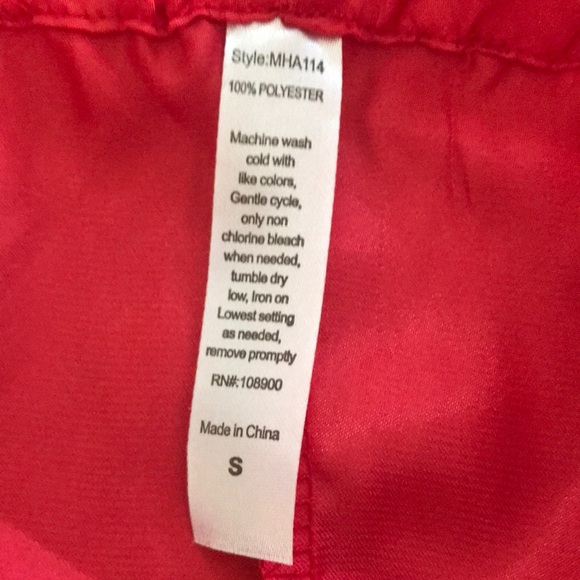 Style:MHA114
100% POLYESTER
Machine wash
cold with
like colors,
Gentle cycle,
only non
chlorine bleach
when needed,
tumble dry
low, Iron on
Lowest setting
as needed,
remove promptly
RN#:108900
Made in China
S